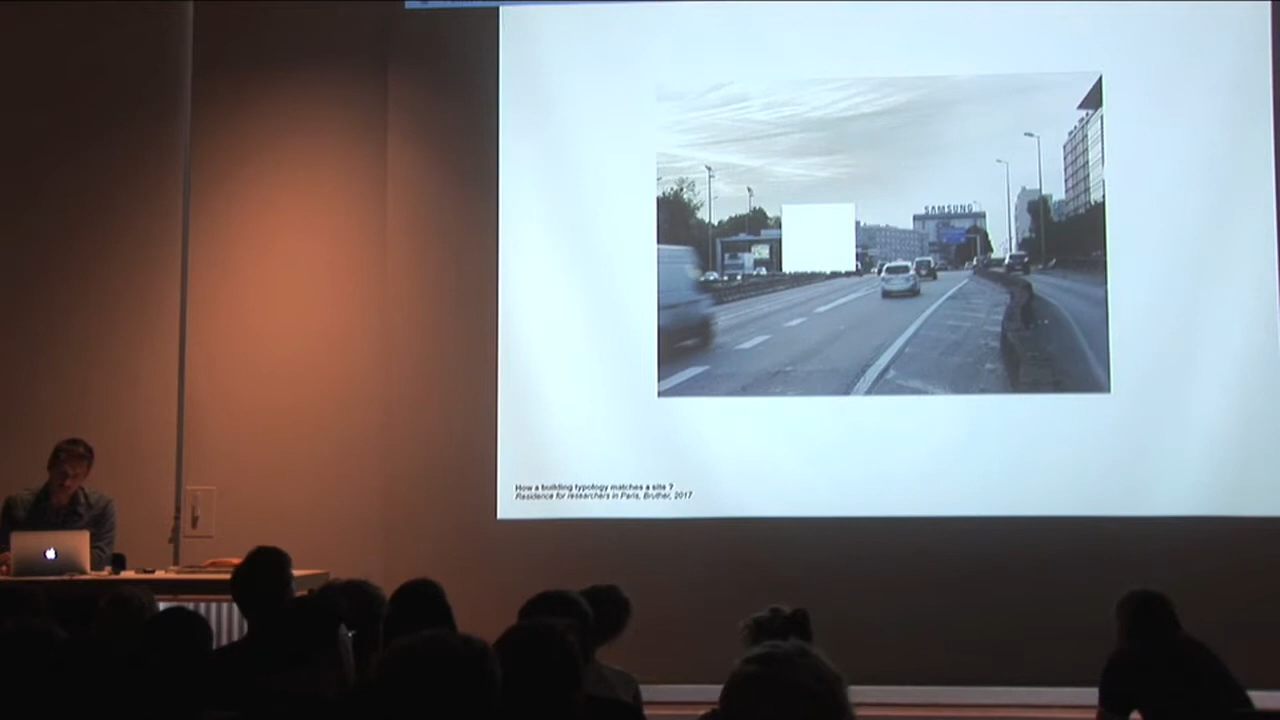 SAMSUNG
How a building typology matches a site ?
Residence for researchers in Paris, Bruther, 2017